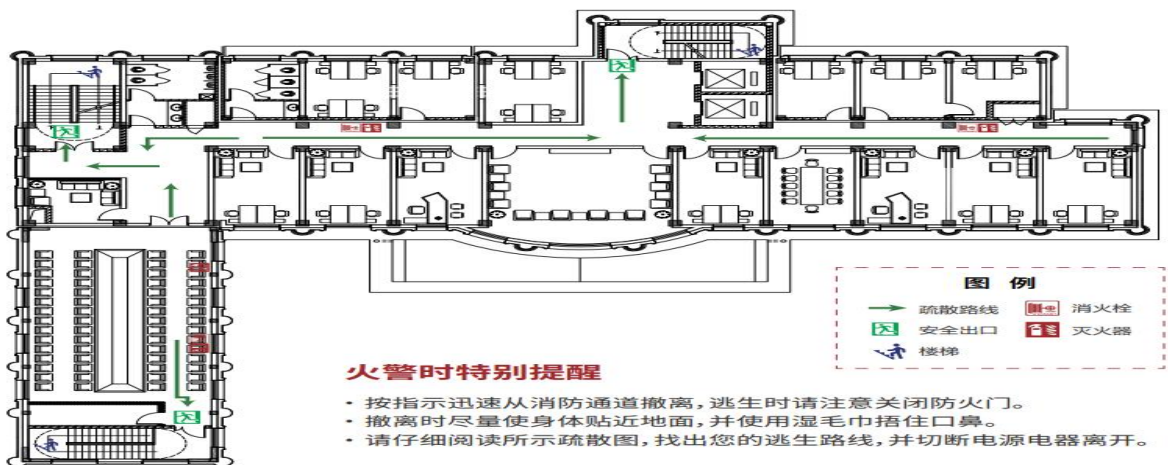 图 例
疏散路线 消火栓
安全出口 灭火器
楼梯
火警时特别提醒
·按指示迅速从消防通道撤离,逃生时请注意关闭防火门。
·撤离时尽量使身体贴近地面,并使用湿毛巾捂住口鼻。
·请仔细阅读所示疏散图,找出您的逃生路线,并切断电源电器离开。